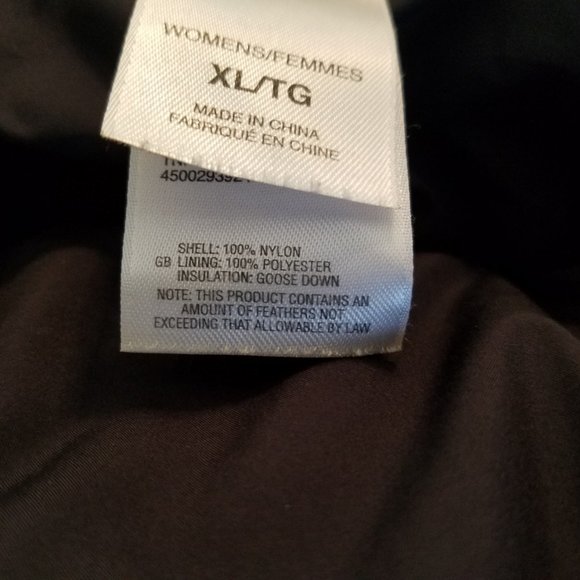 WOMENS/FEMMES
XL/TG
MADE IN CHINA
FABRIQUÉ EN CHINE
SHELL: 100% NYLON
GB LINING: 100% POLYESTER
INSULATION: GOOSE DOWN
NOTE: THIS PRODUCT CONTAINS AN
AMOUNT OF FEATHERS NOT
EXCEEDING THAT ALLOWABLE BY LAW